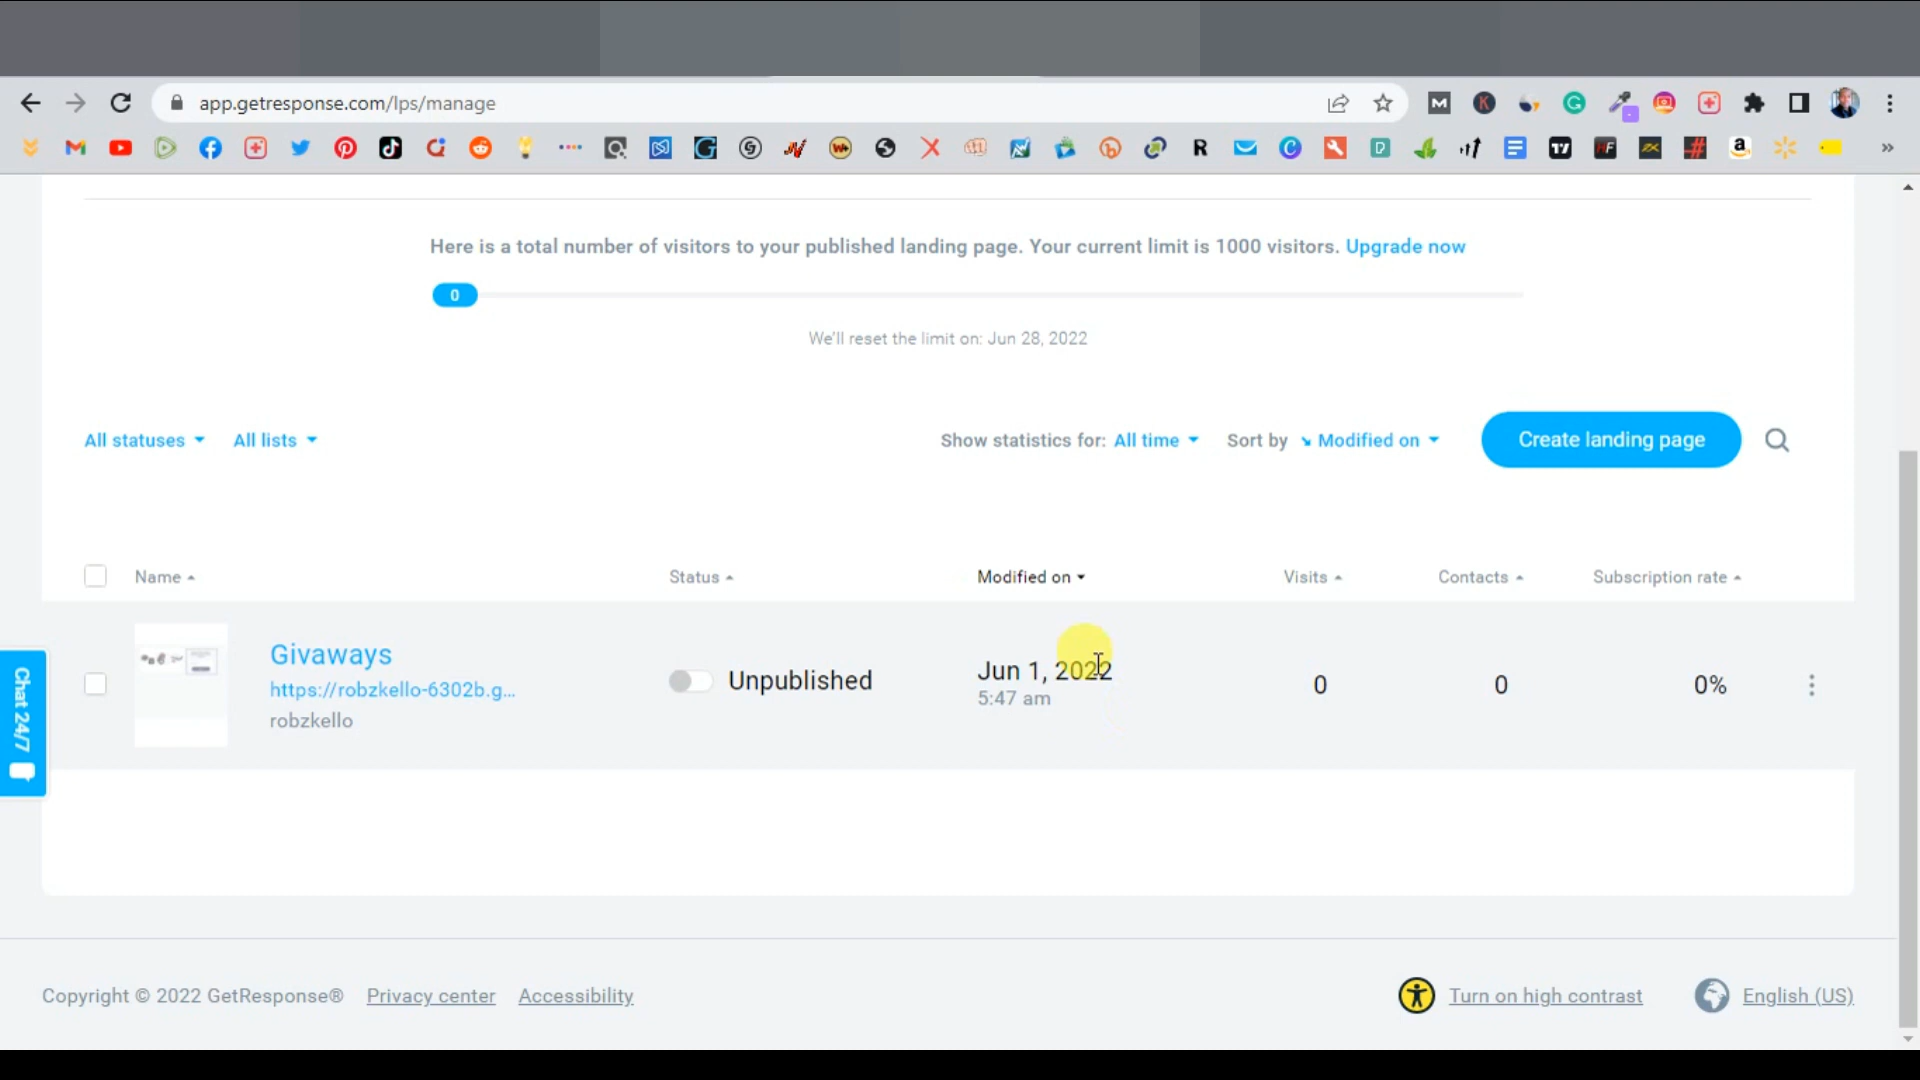 app.getresponse.com/lps/manage
Here is a total number of visitors to your published landing page. Your current limit is 1000 visitors. Upgrade now
0
We'll reset the limit on: Jun 28, 2022
All statuses All lists Show statistics for: All time Sort by Modified on Create landing page
Name Status Modified on Visits Contacts Subscription rate
Givaways
https://robzkello-6302b.g...
robzkello
Unpublished
Jun 1, 2022
5:47 am
0 0 0%
Chat 24/7
Copyright © 2022 GetResponse® Privacy center Accessibility Turn on high contrast English (US)